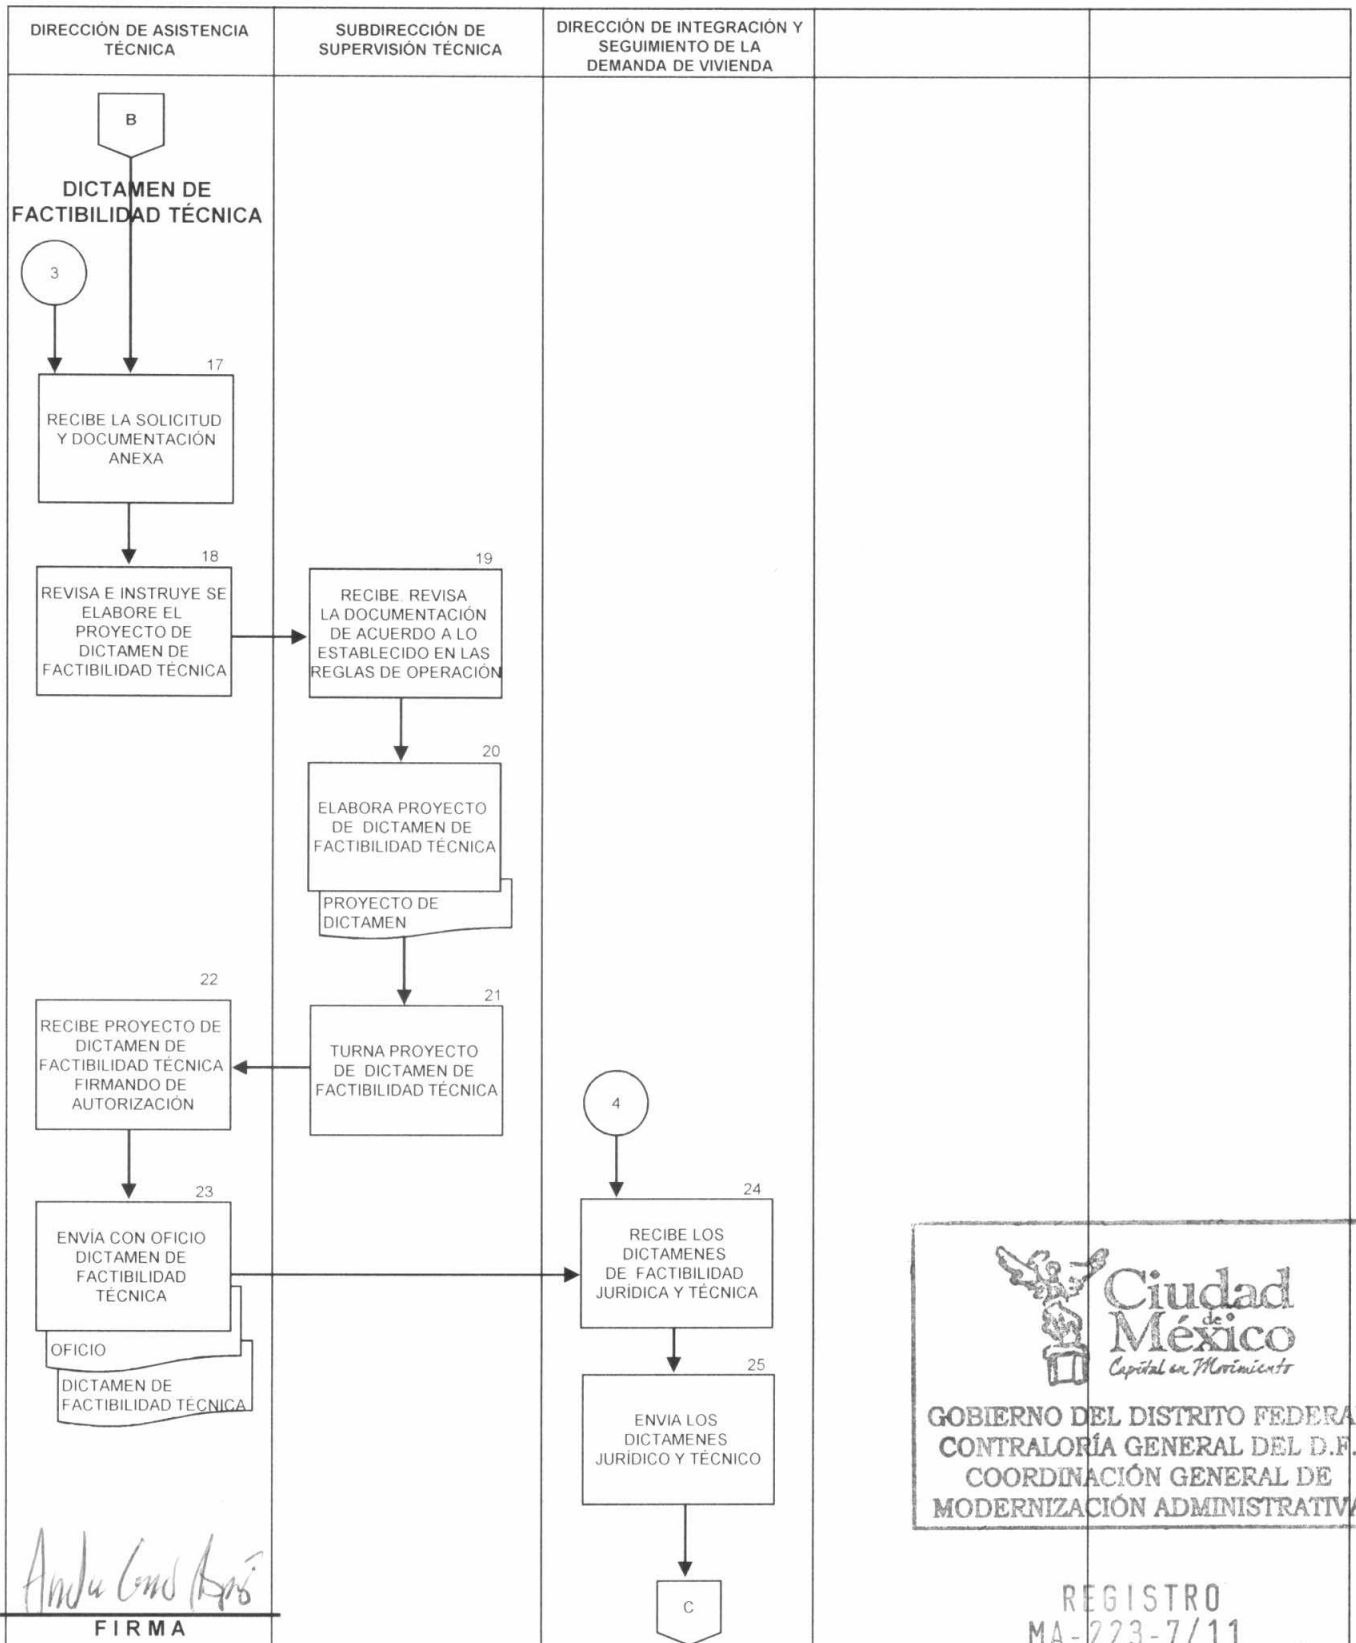 DIRECCIÓN DE ASISTENCIA
TÉCNICA
SUBDIRECCIÓN DE
SUPERVISIÓN TÉCNICA
DIRECCIÓN DE INTEGRACIÓN Y
SEGUIMIENTO DE LA
DEMANDA DE VIVIENDA
B
DICTAMEN DE
FACTIBILIDAD TÉCNICA
3
17
RECIBE LA SOLICITUD
Y DOCUMENTACIÓN
ANEXA
18
REVISA E INSTRUYE SE
ELABORE EL
PROYECTO DE
DICTAMEN DE
FACTIBILIDAD TÉCNICA
19
RECIBE. REVISA
LA DOCUMENTACIÓN
DE ACUERDO A LO
ESTABLECIDO EN LAS
REGLAS DE OPERACIÓN
20
ELABORA PROYECTO
DE DICTAMEN DE
FACTIBILIDAD TÉCNICA
PROYECTO DE
DICTAMEN
21
TURNA PROYECTO
DE DICTAMEN DE
FACTIBILIDAD TÉCNICA
22
RECIBE PROYECTO DE
DICTAMEN DE
FACTIBILIDAD TÉCNICA
FIRMANDO DE
AUTORIZACIÓN
23
ENVÍA CON OFICIO
DICTAMEN DE
FACTIBILIDAD
TÉCNICA
OFICIO
DICTAMEN DE
FACTIBILIDAD TÉCNICA
4
24
RECIBE LOS
DICTAMENES
DE FACTIBILIDAD
JURÍDICA Y TÉCNICA
25
ENVIA LOS
DICTAMENES
JURÍDICO Y TÉCNICO
C
Ciudad
de
México
Capital en Movimiento
GOBIERNO DEL DISTRITO FEDERA
CONTRALORÍA GENERAL DEL D.F.
COORDINACIÓN GENERAL DE
MODERNIZACIÓN ADMINISTRATIVA
REGISTRO
MA-223-7/11
FIRMA